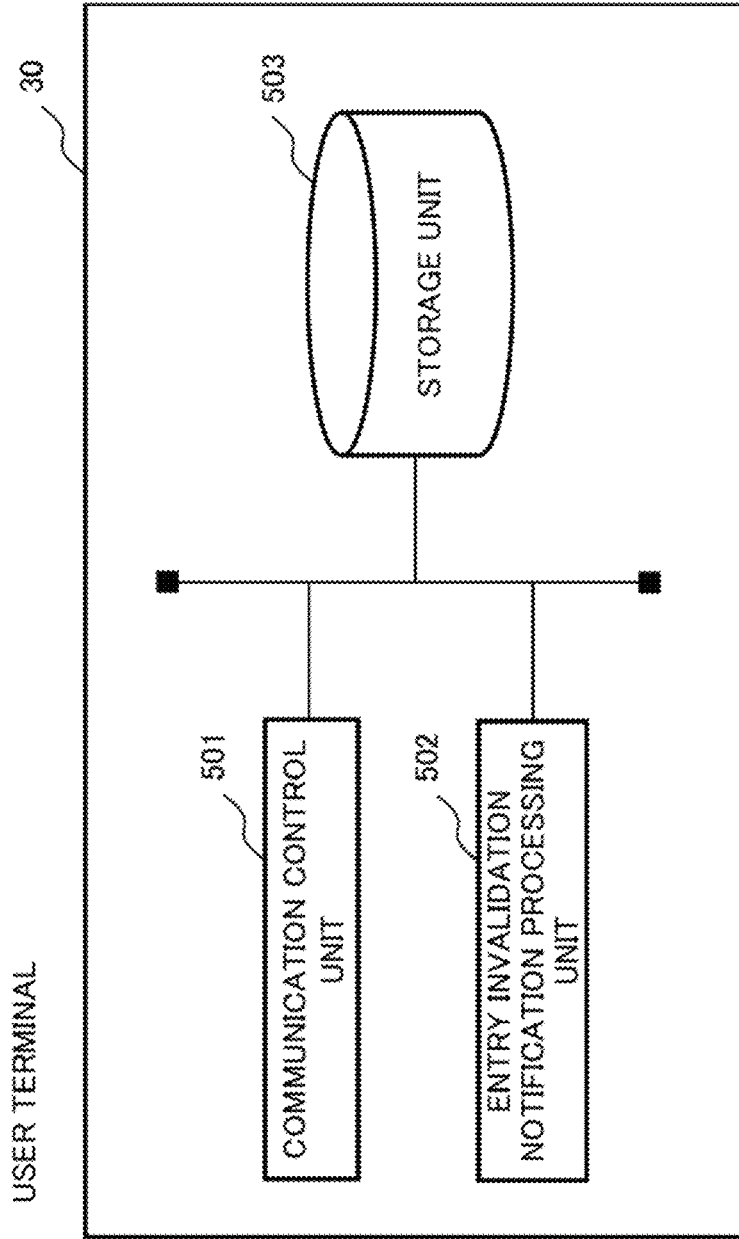 USER TERMINAL
30
501
COMMUNICATION CONTROL
UNIT
502
ENTRY INVALIDATION
NOTIFICATION PROCESSING
UNIT
503
STORAGE UNIT